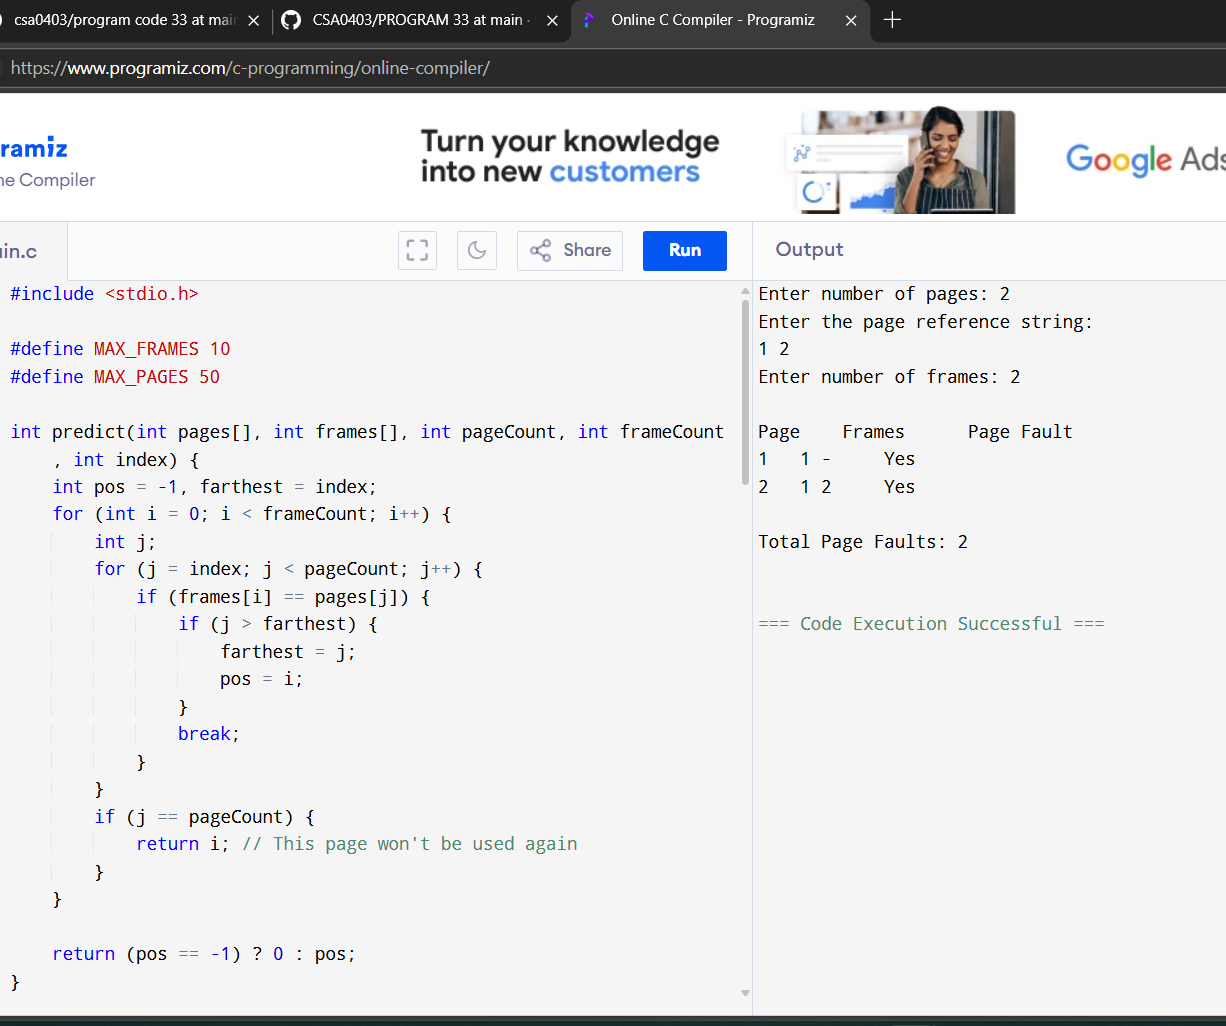 csa0403/program code 33 at mai
CSA0403/PROGRAM 33 at main ·
Online C Compiler - Programiz
https://www.programiz.com/c-programming/online-compiler/
ramiz
ne Compiler
Turn your knowledge
into new customers
Google Ads
in.c
Share
Run
Output
#include <stdio.h>

#define MAX_FRAMES 10
#define MAX_PAGES 50

int predict(int pages[], int frames[], int pageCount, int frameCount
    , int index) {
    int pos = -1, farthest = index;
    for (int i = 0; i < frameCount; i++) {
        int j;
        for (j = index; j < pageCount; j++) {
            if (frames[i] == pages[j]) {
                if (j > farthest) {
                    farthest = j;
                    pos = i;
                }
                break;
            }
        }
        if (j == pageCount) {
            return i; // This page won't be used again
        }
    }

    return (pos == -1) ? 0 : pos;
}
Enter number of pages: 2
Enter the page reference string:
1 2
Enter number of frames: 2

Page    Frames      Page Fault
1   1 -     Yes
2   1 2     Yes

Total Page Faults: 2

=== Code Execution Successful ===